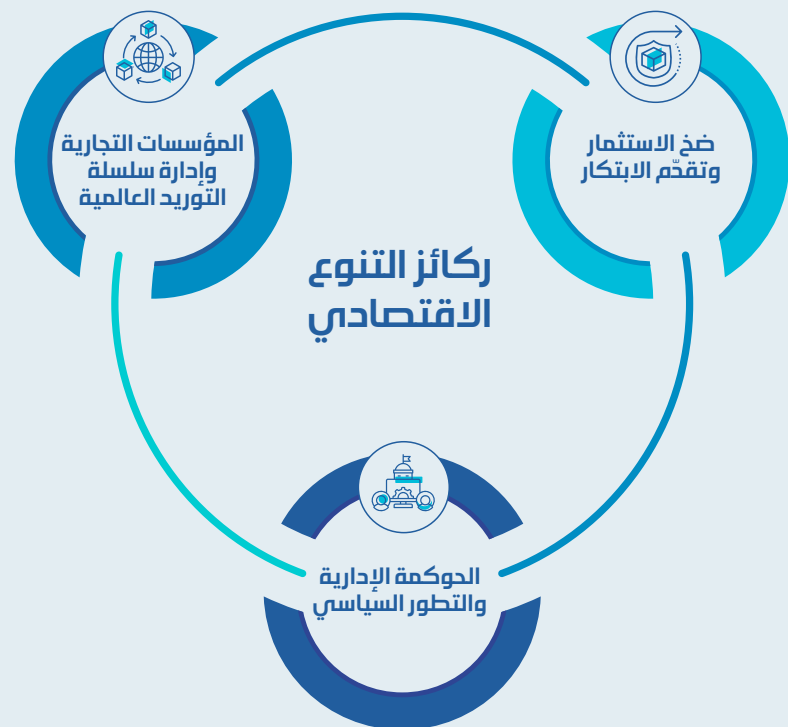 ضخ الاستثمار
وتقدّم الابتكار
المؤسسات التجارية
وإدارة سلسلة
التوريد العالمية
ركائز التنوع
الاقتصادي
الحوكمة الإدارية
والتطور السياسي